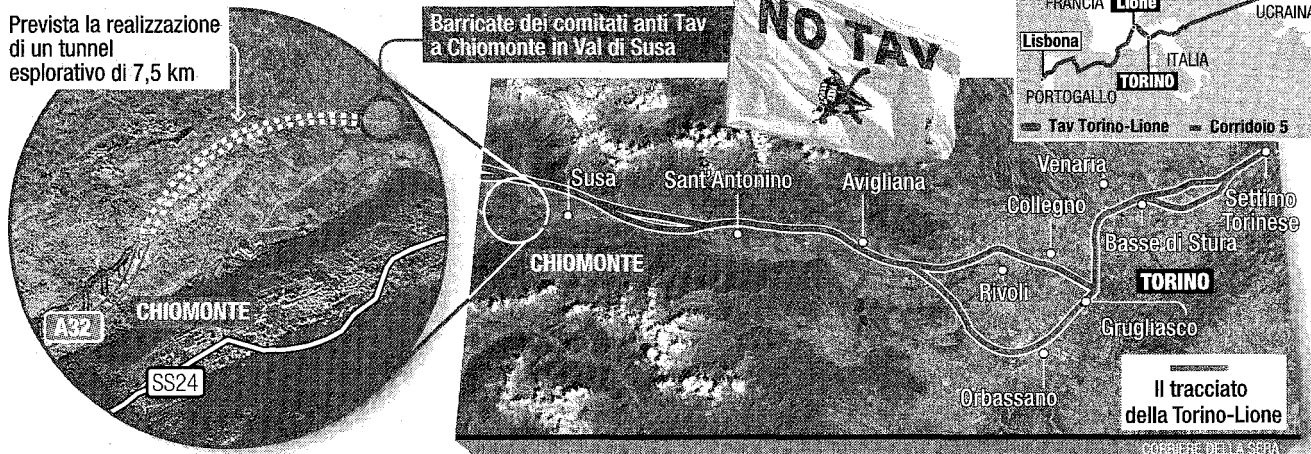 Prevista la realizzazione
di un tunnel
esplorativo di 7,5 km
Barricate dei comitati anti Tav
a Chiomonte in Val di Susa
NO TAV
FRANCIA
Lione
UCRAINA
Lisbona
ITALIA
TORINO
PORTOGALLO
Tav Torino-Lione
Corridoio 5
CHIOMONTE
A32
SS24
Susa
Sant'Antonino
Avigliana
Venaria
Collegno
Settimo
Torinese
Basse di Stura
CHIOMONTE
Rivoli
TORINO
Grugliasco
Orbassano
Il tracciato
della Torino-Lione
CORRIERE DELLA SERA